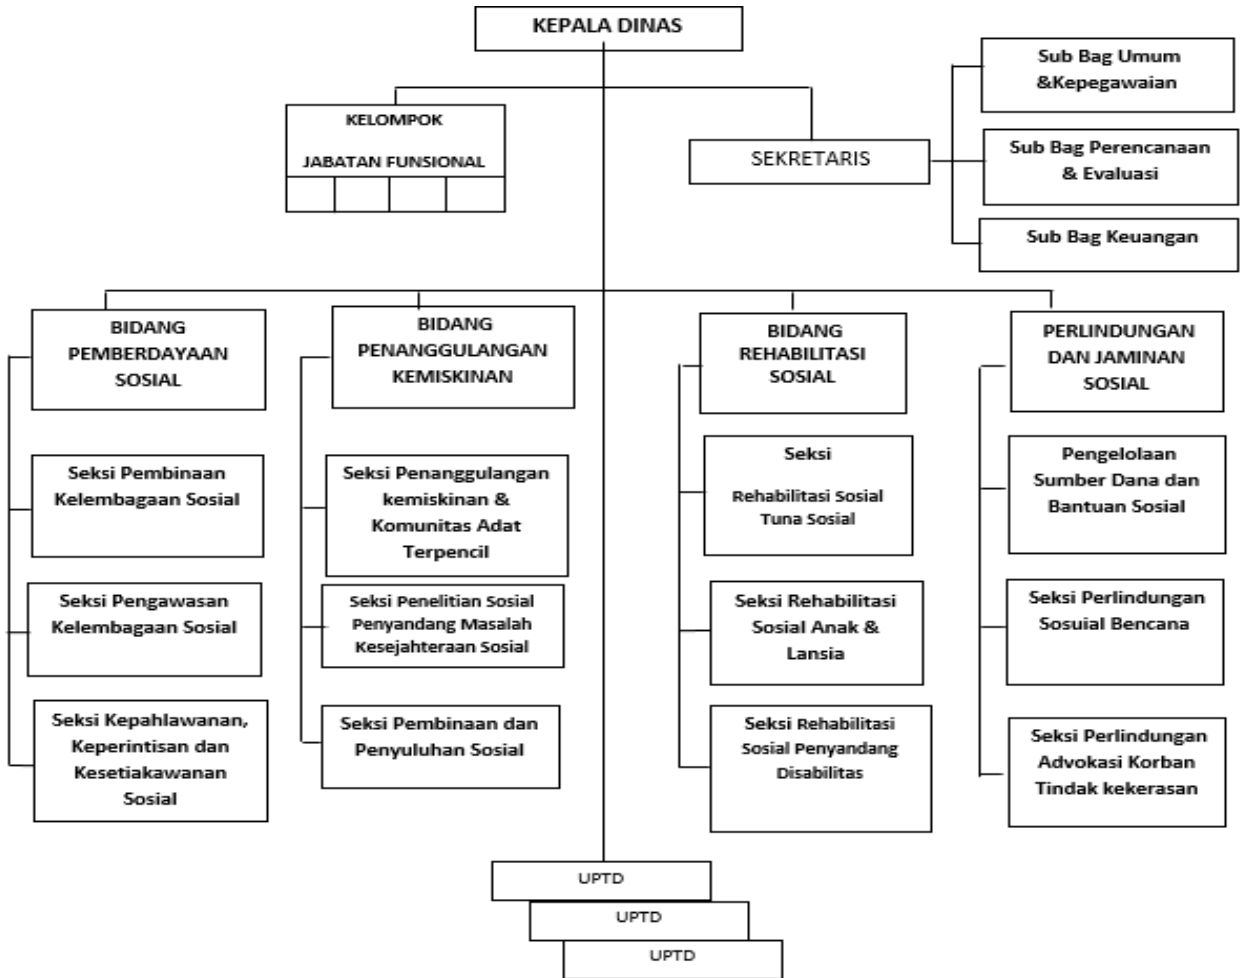 KEPALA DINAS
Sub Bag Umum
&Kepegawaian
KELOMPOK
JABATAN FUNSIONAL
SEKRETARIS
Sub Bag Perencanaan
& Evaluasi
Sub Bag Keuangan
BIDANG
PEMBERDAYAAN
SOSIAL
BIDANG
PENANGGULANGAN
KEMISKINAN
BIDANG
REHABILITASI
SOSIAL
PERLINDUNGAN
DAN JAMINAN
SOSIAL
Seksi Pembinaan
Kelembagaan Sosial
Seksi Penanggulangan
kemiskinan &
Komunitas Adat
Terpencil
Seksi
Rehabilitasi Sosial
Tuna Sosial
Pengelolaan
Sumber Dana dan
Bantuan Sosial
Seksi Pengawasan
Kelembagaan Sosial
Seksi Penelitian Sosial
Penyandang Masalah
Kesejahteraan Sosial
Seksi Rehabilitasi
Sosial Anak &
Lansia
Seksi Perlindungan
Sosuial Bencana
Seksi Kepahlawanan,
Keperintisan dan
Kesetiakawanan
Sosial
Seksi Pembinaan dan
Penyuluhan Sosial
Seksi Rehabilitasi
Sosial Penyandang
Disabilitas
Seksi Perlindungan
Advokasi Korban
Tindak kekerasan
UPTD
UPTD
UPTD